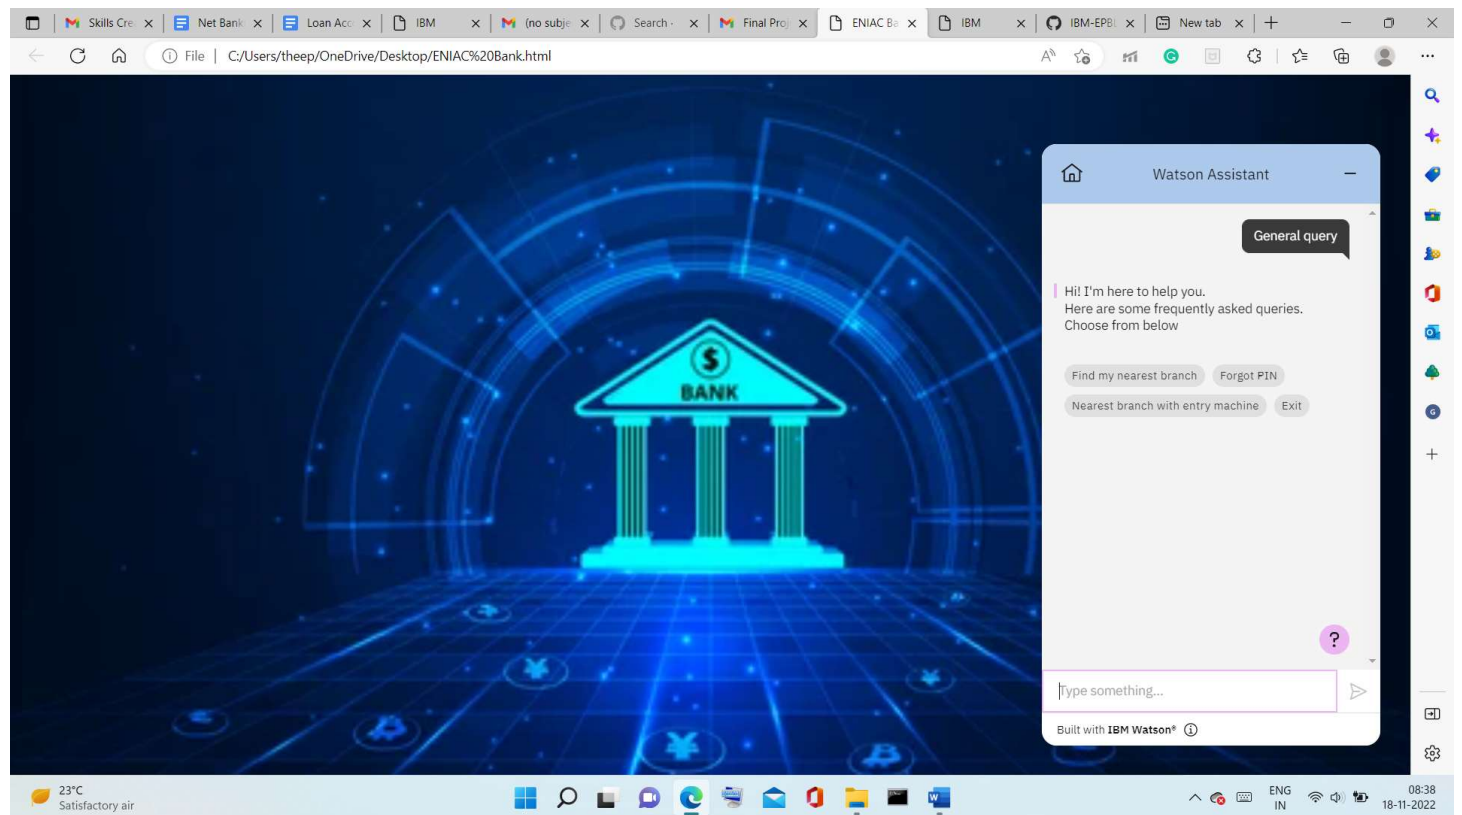 Skills Cre
Net Bank
Loan Acc
IBM
(no subje
Search -
Final Proj
ENIAC Ba
IBM
IBM-EPBL
New tab
File | C:/Users/theep/OneDrive/Desktop/ENIAC%20Bank.html
$
BANK
Watson Assistant
General query
Hi! I'm here to help you.
Here are some frequently asked queries.
Choose from below
Find my nearest branch Forgot PIN
Nearest branch with entry machine Exit
?
Type something...
Built with IBM Watson®
23°C
Satisfactory air
ENG
IN
08:38
18-11-2022